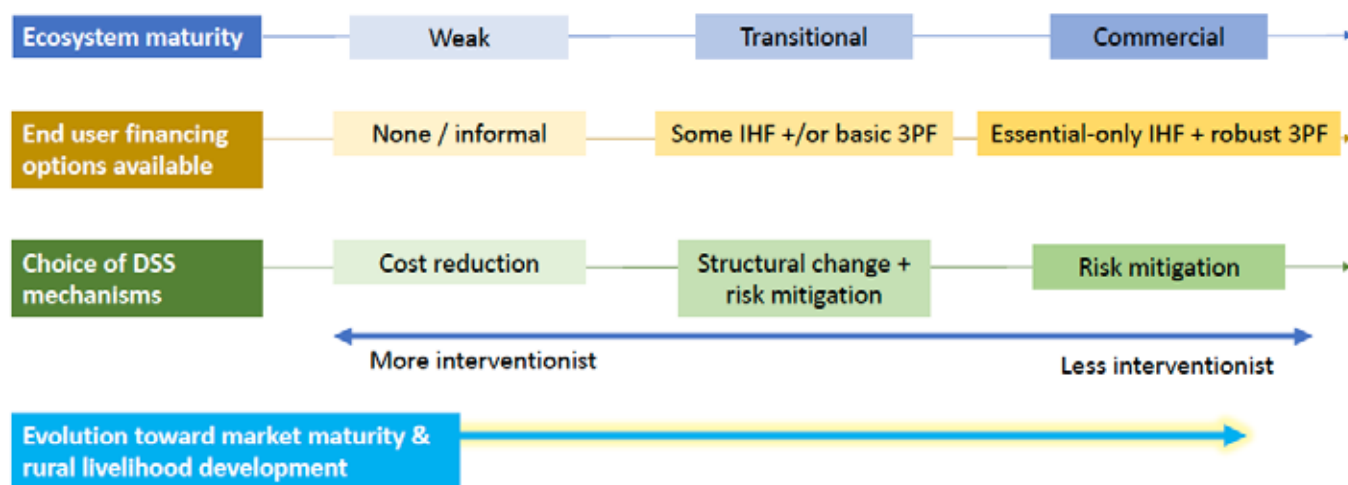 Ecosystem maturity
Weak
Transitional
Commercial
End user financing
options available
None / informal
Some IHF +/or basic 3PF
Essential-only IHF + robust 3PF
Choice of DSS
mechanisms
Cost reduction
Structural change +
risk mitigation
Risk mitigation
More interventionist
Less interventionist
Evolution toward market maturity &
rural livelihood development